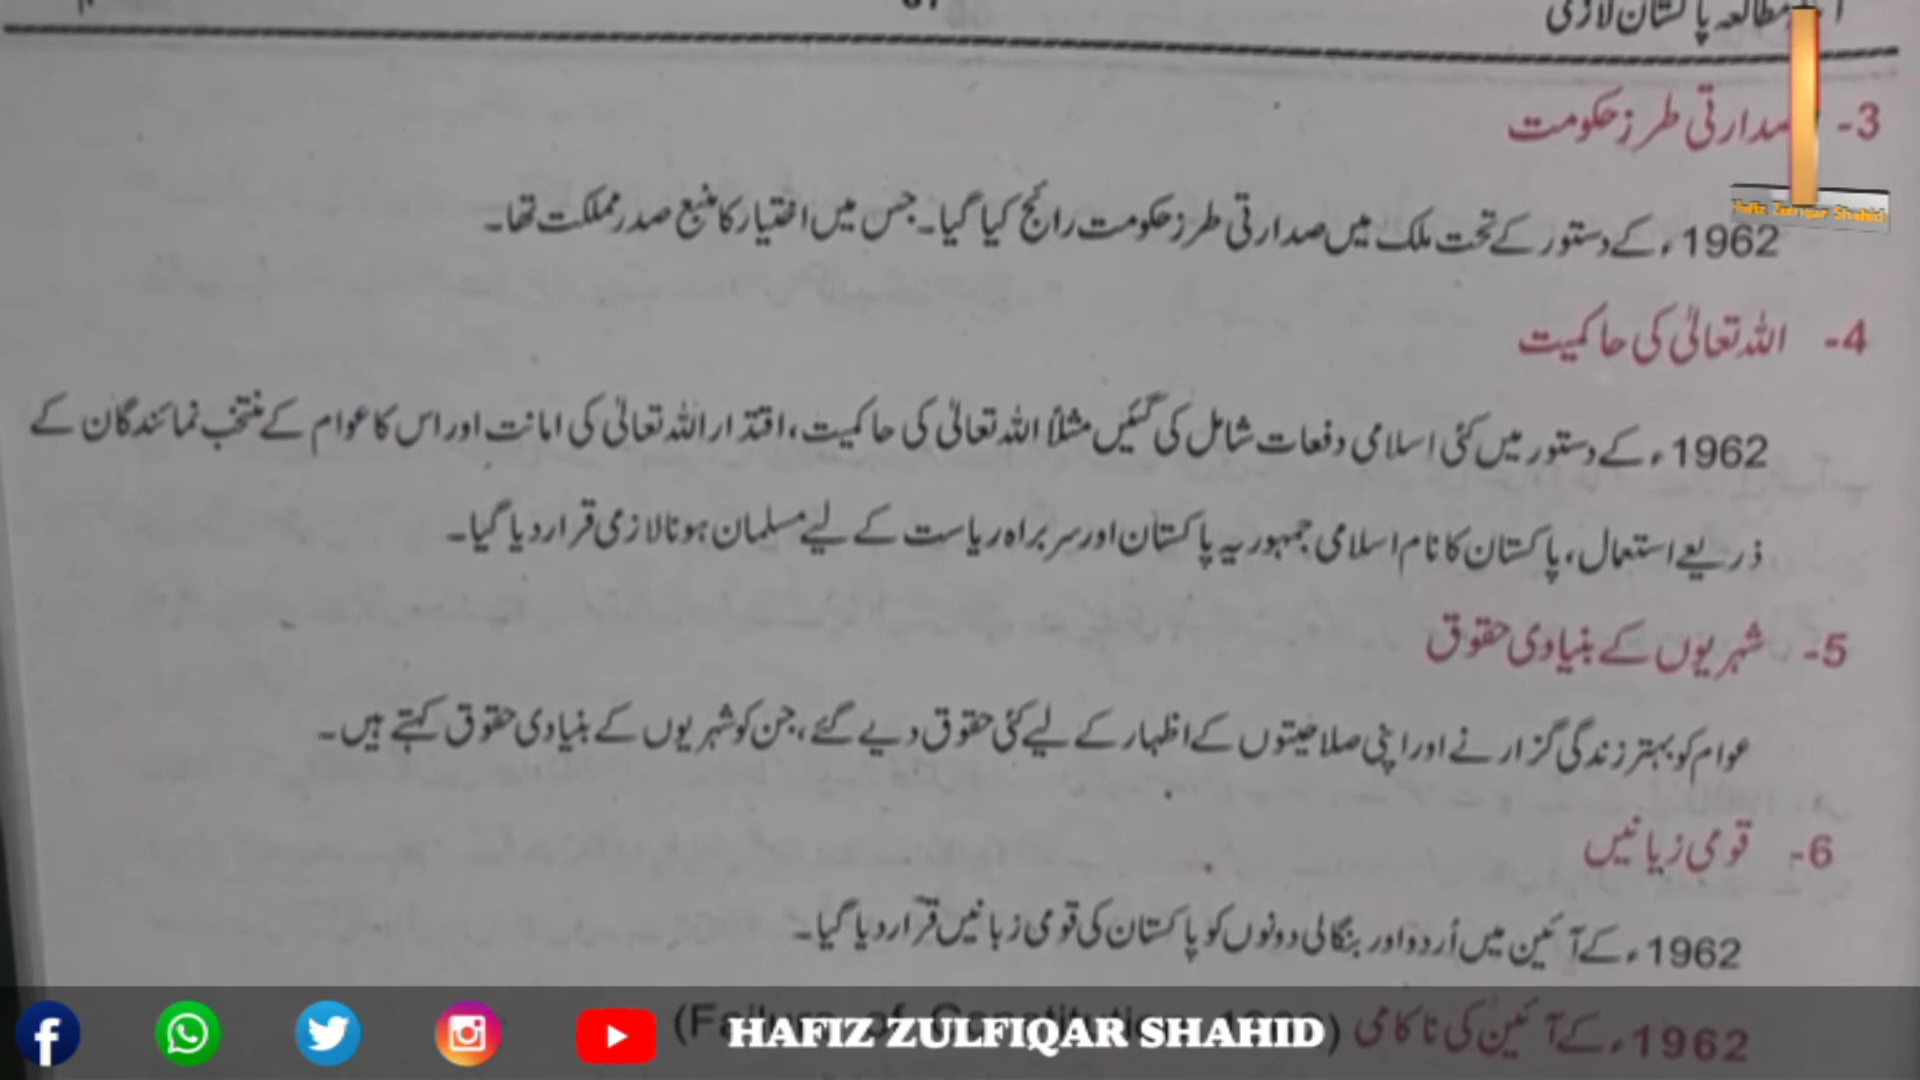 مطالعہ پاکستان لازمی
3- صدارتی طرز حکومت
Hafiz Zulfiqar Shahid
1962ء کے دستور کے تحت ملک میں صدارتی طرز حکومت رائج کیا گیا۔ جس میں اختیار کا منبع صدر مملکت تھا۔
4- اللہ تعالیٰ کی حاکمیت
1962ء کے دستور میں کئی اسلامی دفعات شامل کی گئیں مثلاً اللہ تعالیٰ کی حاکمیت، اقتدار اللہ تعالیٰ کی امانت اور اس کا عوام کے منتخب نمائندگان کے
ذریعے استعمال، پاکستان کا نام اسلامی جمہوریہ پاکستان اور سربراہ ریاست کے لیے مسلمان ہونا لازمی قرار دیا گیا۔
5- شہریوں کے بنیادی حقوق
عوام کو بہتر زندگی گزارنے اور اپنی صلاحیتوں کے اظہار کے لیے کئی حقوق دیے گئے، جن کو شہریوں کے بنیادی حقوق کہتے ہیں۔
6- قومی زبانیں
1962ء کے آئین میں اُردو اور بنگالی دونوں کو پاکستان کی قومی زبانیں قرار دیا گیا۔
1962ء کے آئین کی ناکامی
HAFIZ ZULFIQAR SHAHID